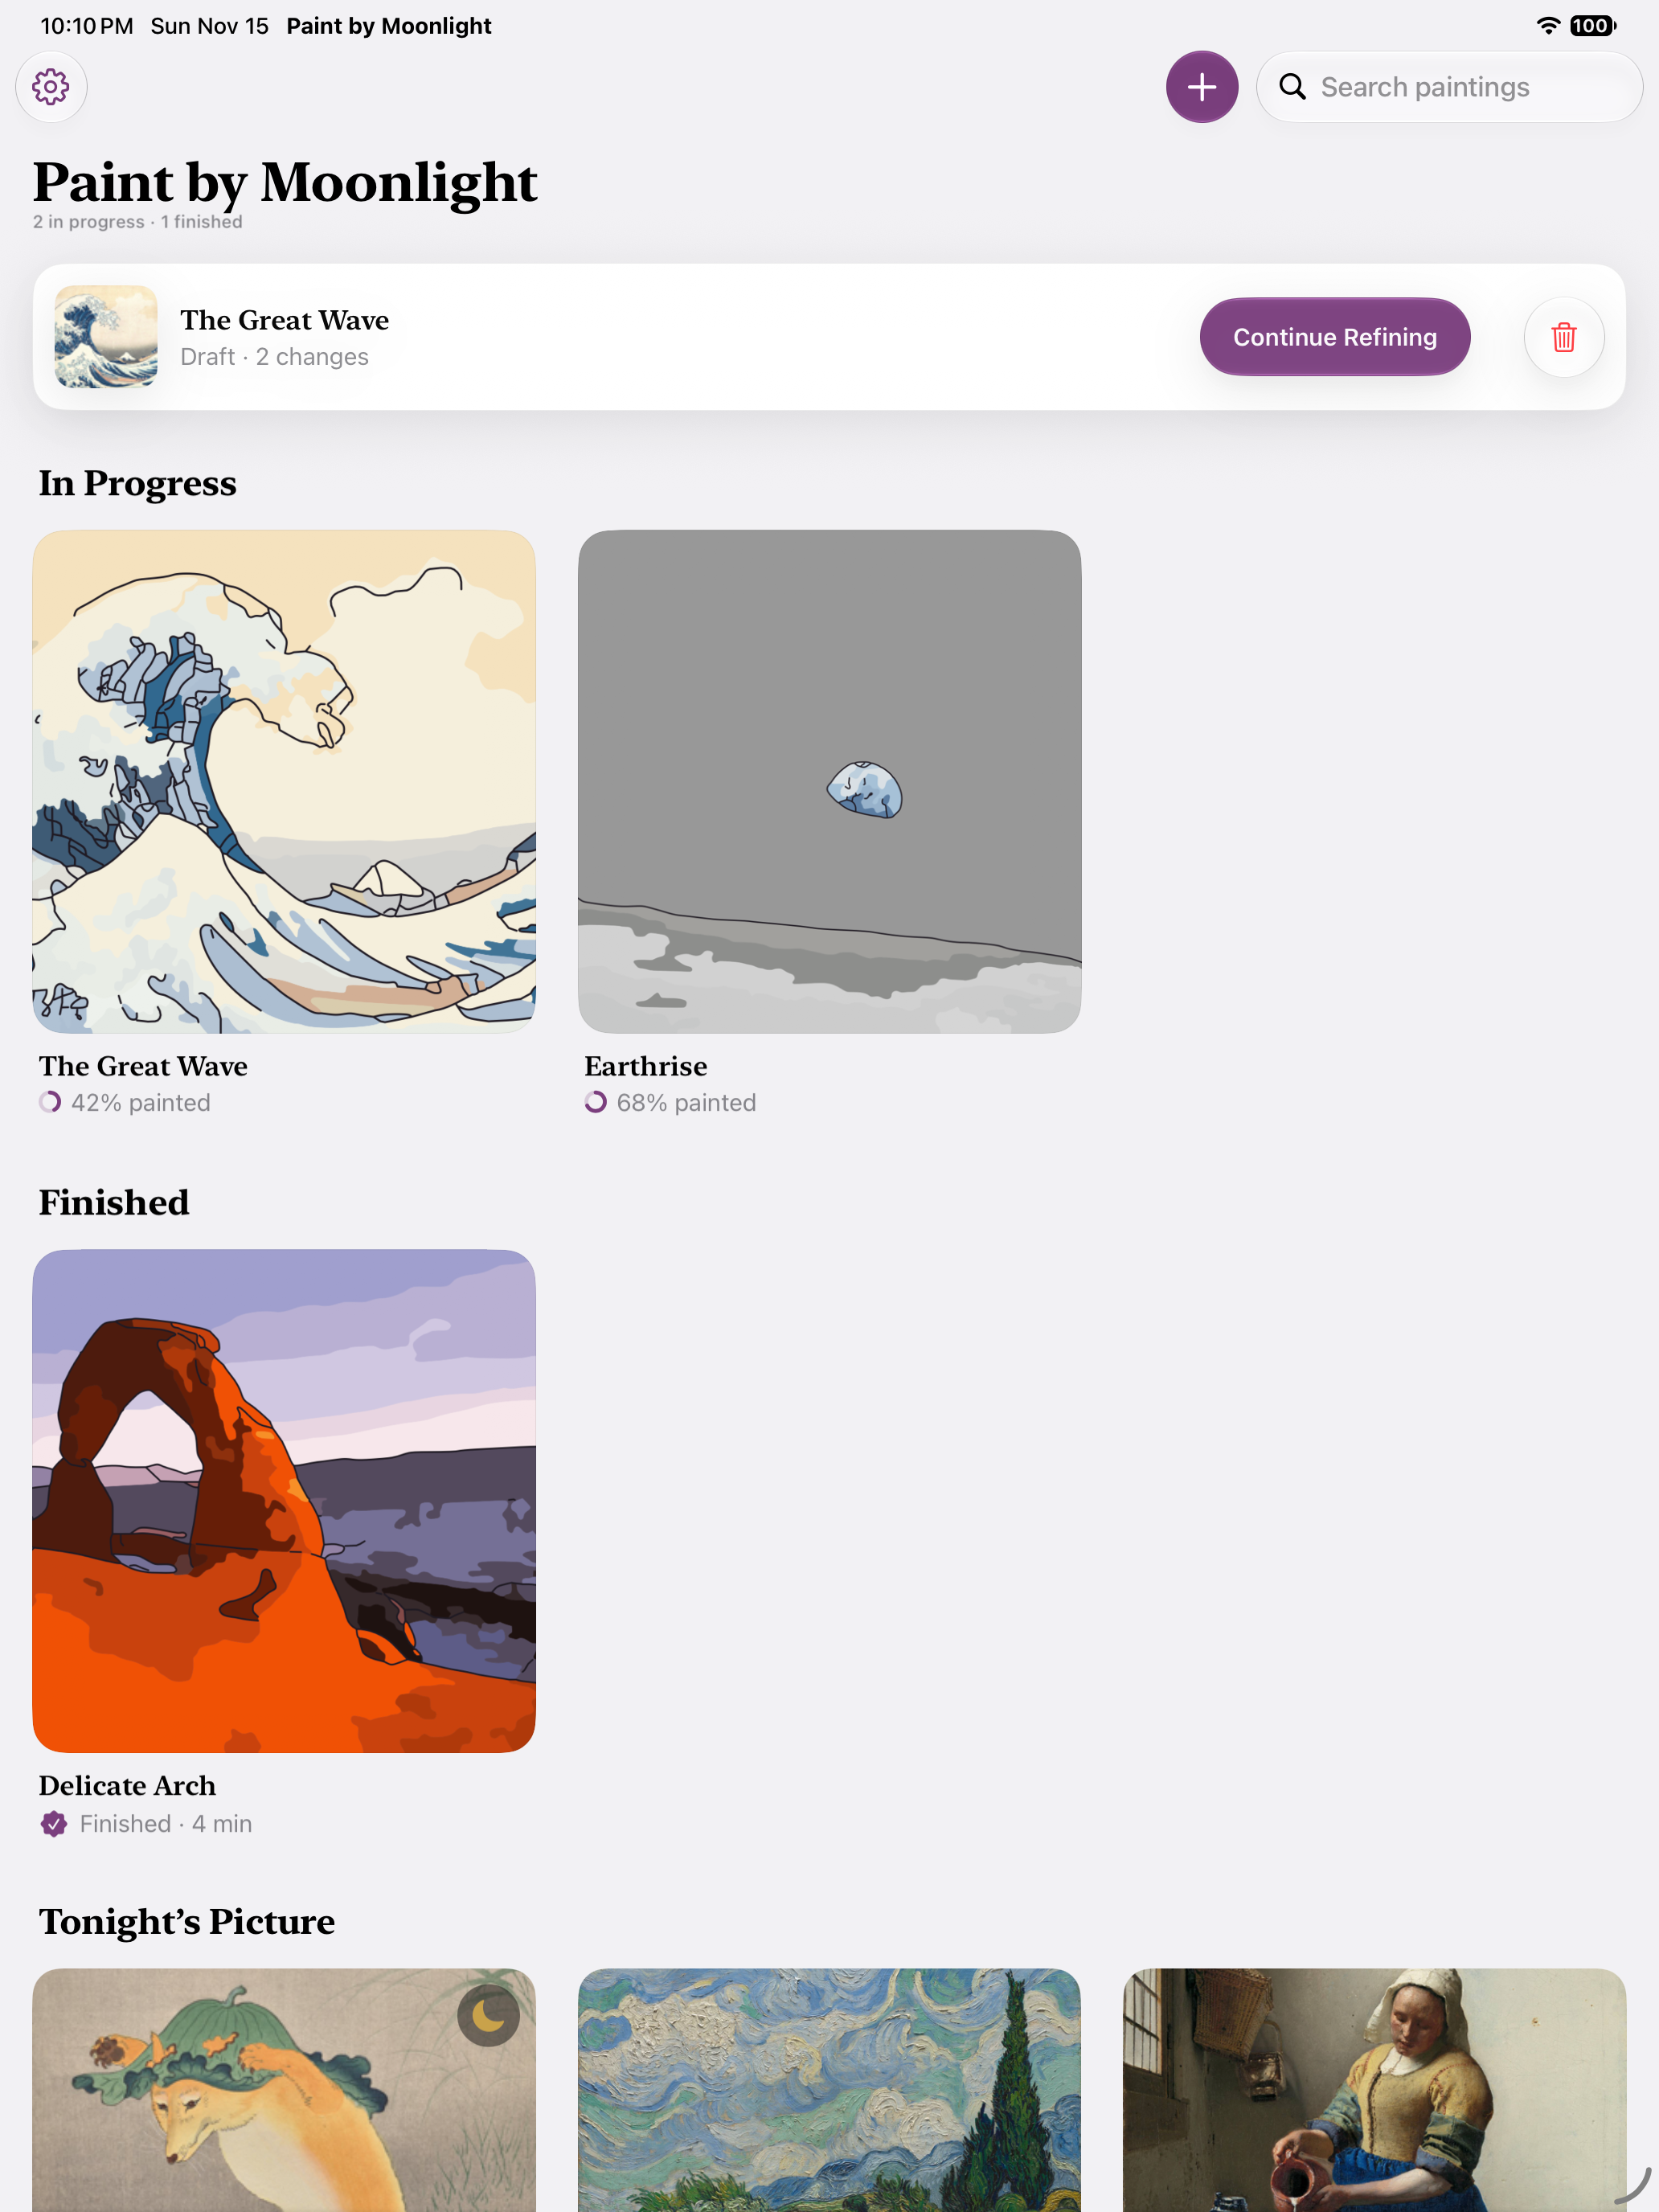 10:10 PM Sun Nov 15 Paint by Moonlight
100
Search paintings
Paint by Moonlight
2 in progress · 1 finished
The Great Wave
Draft · 2 changes
Continue Refining
In Progress
The Great Wave
42% painted
Earthrise
68% painted
Finished
Delicate Arch
Finished · 4 min
Tonight’s Picture